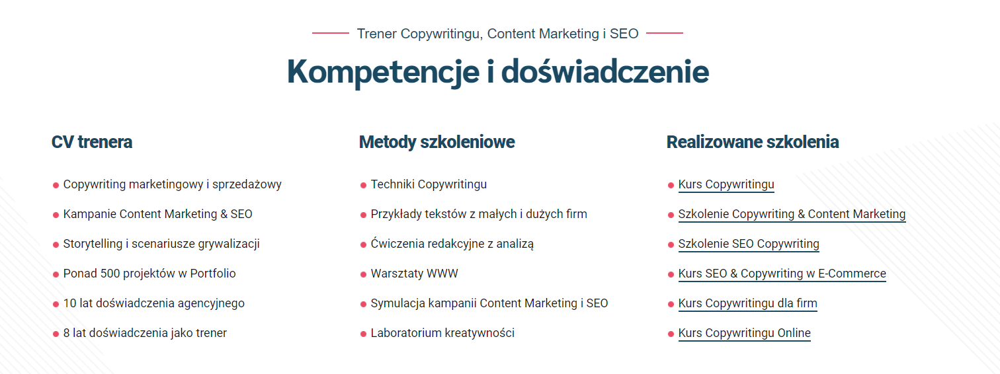 Trener Copywritingu, Content Marketing i SEO
Kompetencje i doświadczenie
CV trenera
Copywriting marketingowy i sprzedażowy
Kampanie Content Marketing & SEO
Storytelling i scenariusze grywalizacji
Ponad 500 projektów w Portfolio
10 lat doświadczenia agencyjnego
8 lat doświadczenia jako trener
Metody szkoleniowe
Techniki Copywritingu
Przykłady tekstów z małych i dużych firm
Ćwiczenia redakcyjne z analizą
Warsztaty WWW
Symulacja kampanii Content Marketing i SEO
Laboratorium kreatywności
Realizowane szkolenia
Kurs Copywritingu
Szkolenie Copywriting & Content Marketing
Szkolenie SEO Copywriting
Kurs SEO & Copywriting w E-Commerce
Kurs Copywritingu dla firm
Kurs Copywritingu Online